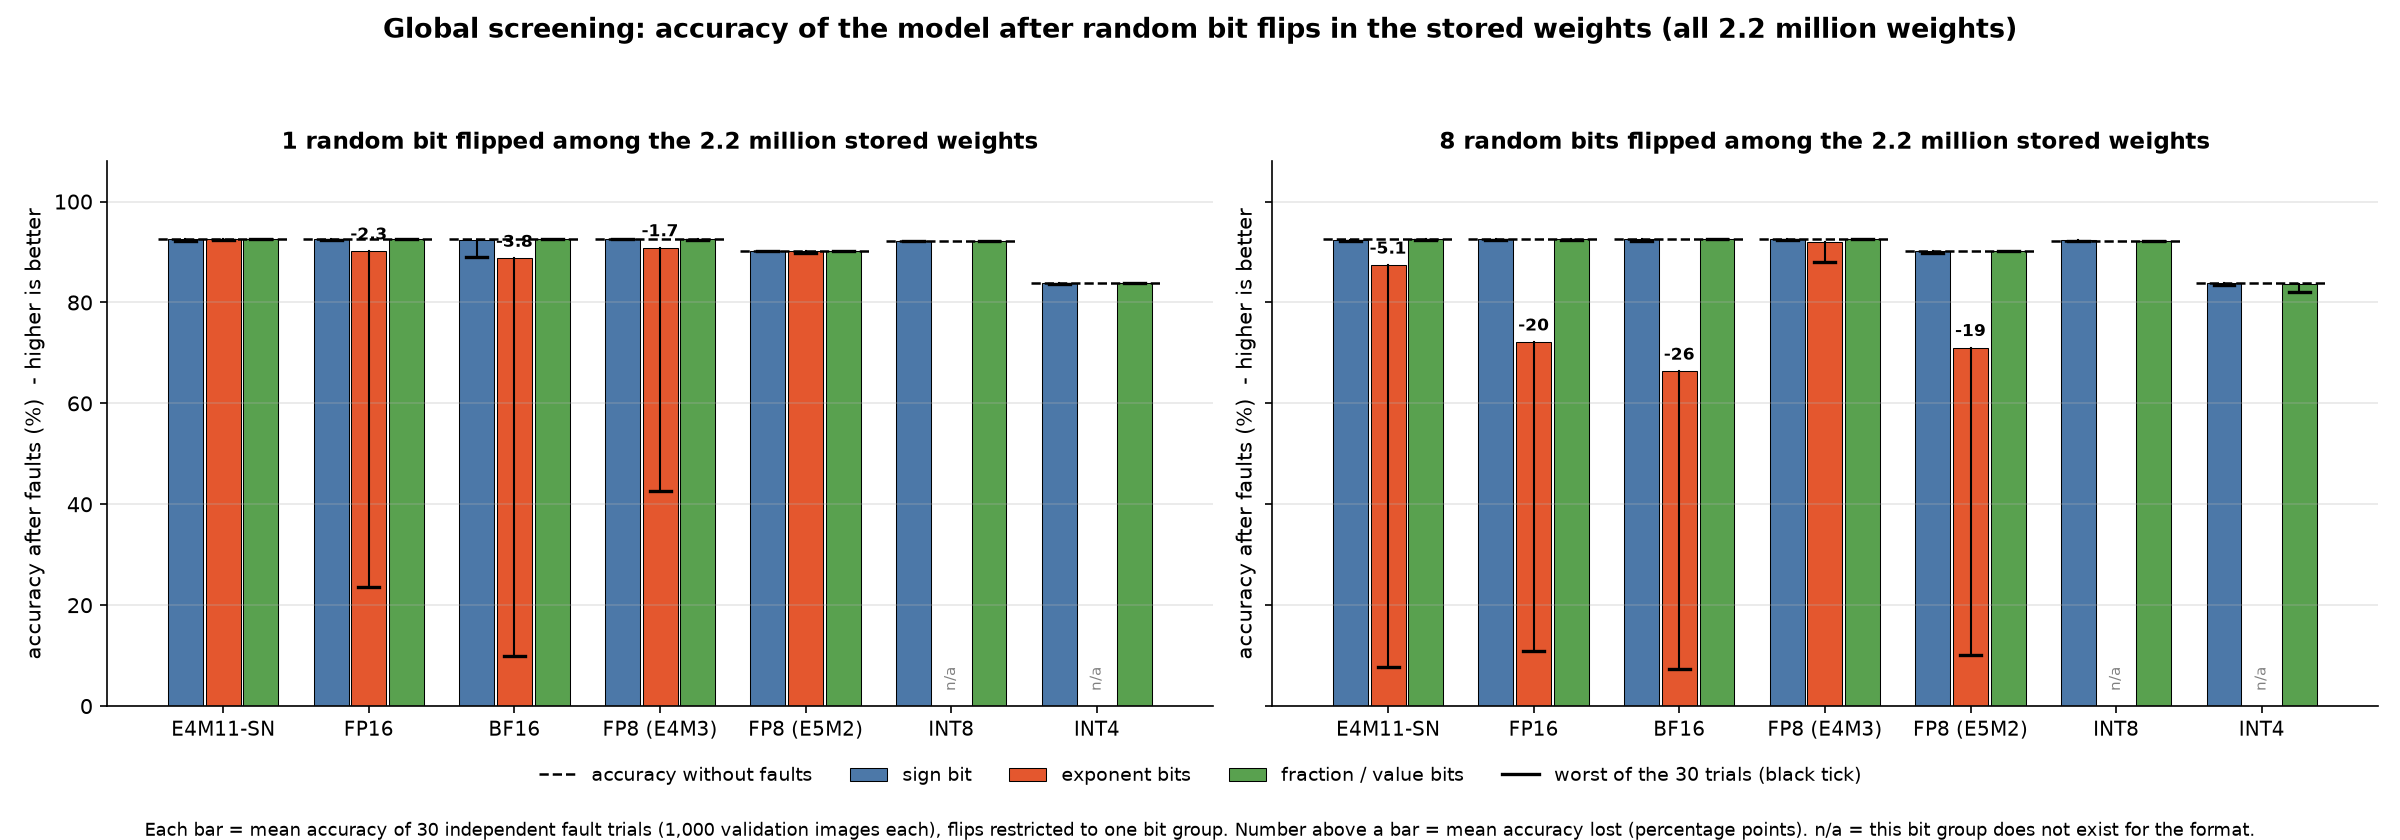 Global screening: accuracy of the model after random bit flips in the stored weights (all 2.2 million weights)
1 random bit flipped among the 2.2 million stored weights
accuracy after faults (%)  - higher is better
100
80
60
40
20
0
-2.3
-3.8
-1.7
n/a
n/a
E4M11-SN
FP16
BF16
FP8 (E4M3)
FP8 (E5M2)
INT8
INT4
8 random bits flipped among the 2.2 million stored weights
accuracy after faults (%)  - higher is better
-5.1
-20
-26
-19
n/a
n/a
E4M11-SN
FP16
BF16
FP8 (E4M3)
FP8 (E5M2)
INT8
INT4
accuracy without faults
sign bit
exponent bits
fraction / value bits
worst of the 30 trials (black tick)
Each bar = mean accuracy of 30 independent fault trials (1,000 validation images each), flips restricted to one bit group. Number above a bar = mean accuracy lost (percentage points). n/a = this bit group does not exist for the format.